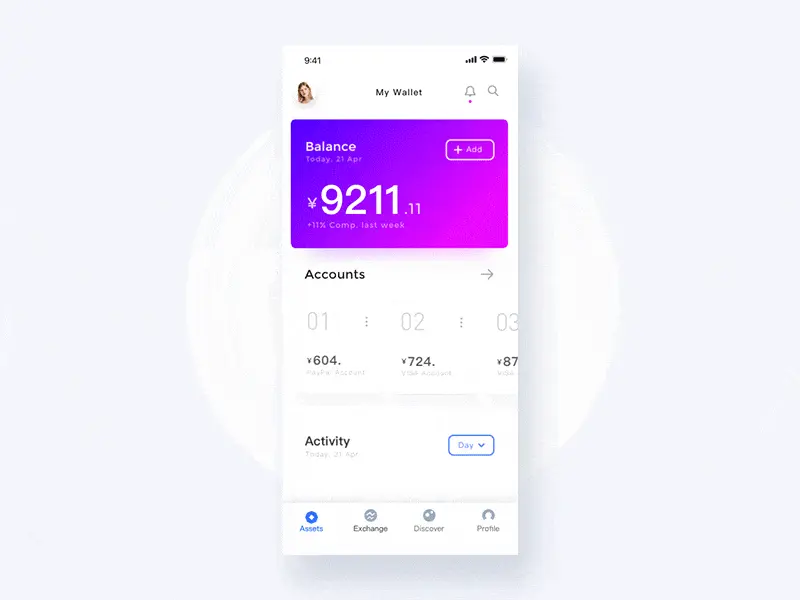 9:41
My Wallet
Balance
Today, 21 Apr
+ Add
¥9211.11
+11% Comp. last week
Accounts
01 02 03
¥604. ¥724. ¥87
PayPal Account VISA Account VISA
Activity
Day
Today, 21 Apr
Assets Exchange Discover Profile